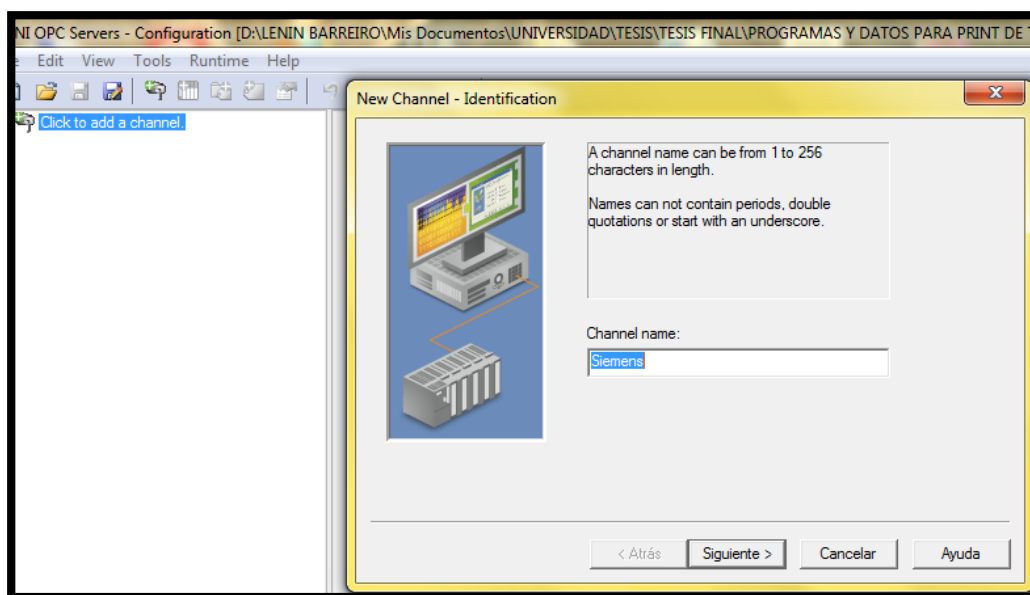 NI OPC Servers - Configuration [D:\LENIN BARREIRO\Mis Documentos\UNIVERSIDAD\TESIS\TESIS FINAL\PROGRAMAS Y DATOS PARA PRINT DE
Edit View Tools Runtime Help
New Channel - Identification
Click to add a channel.
A channel name can be from 1 to 256
characters in length.
Names can not contain periods, double
quotations or start with an underscore.
Channel name:
Siemens
< Atrás Siguiente > Cancelar Ayuda